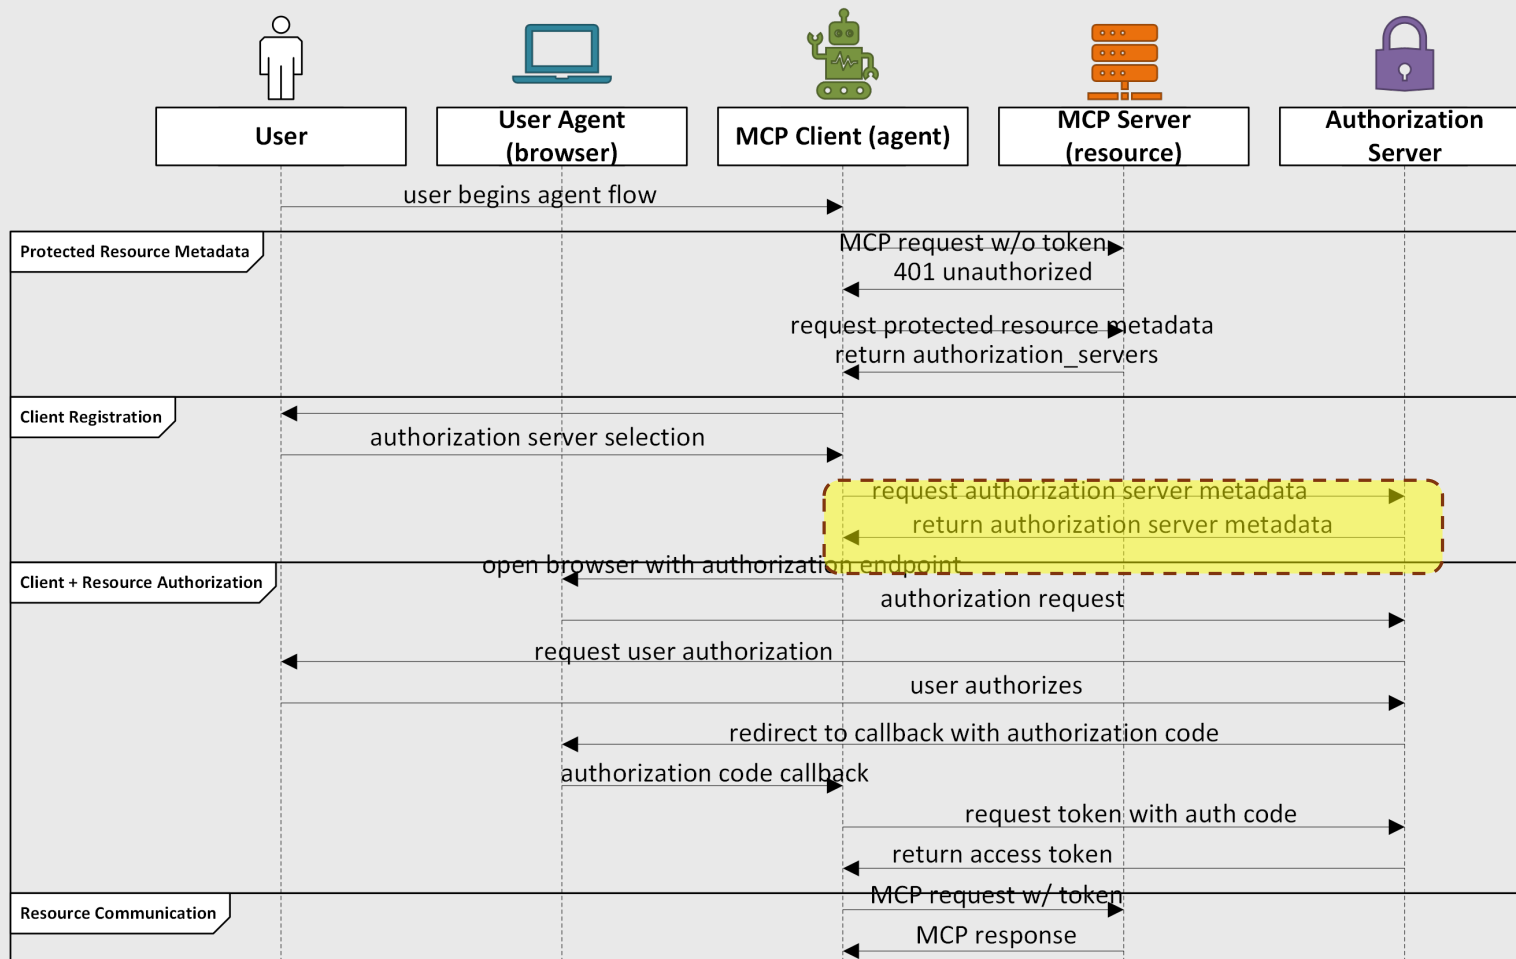 User
User Agent
(browser)
MCP Client (agent)
MCP Server
(resource)
Authorization
Server
user begins agent flow
Protected Resource Metadata
MCP request w/o token
401 unauthorized
request protected resource metadata
return authorization_servers
Client Registration
authorization server selection
request authorization server metadata
return authorization server metadata
open browser with authorization endpoint
Client + Resource Authorization
authorization request
request user authorization
user authorizes
redirect to callback with authorization code
authorization code callback
request token with auth code
return access token
MCP request w/ token
Resource Communication
MCP response